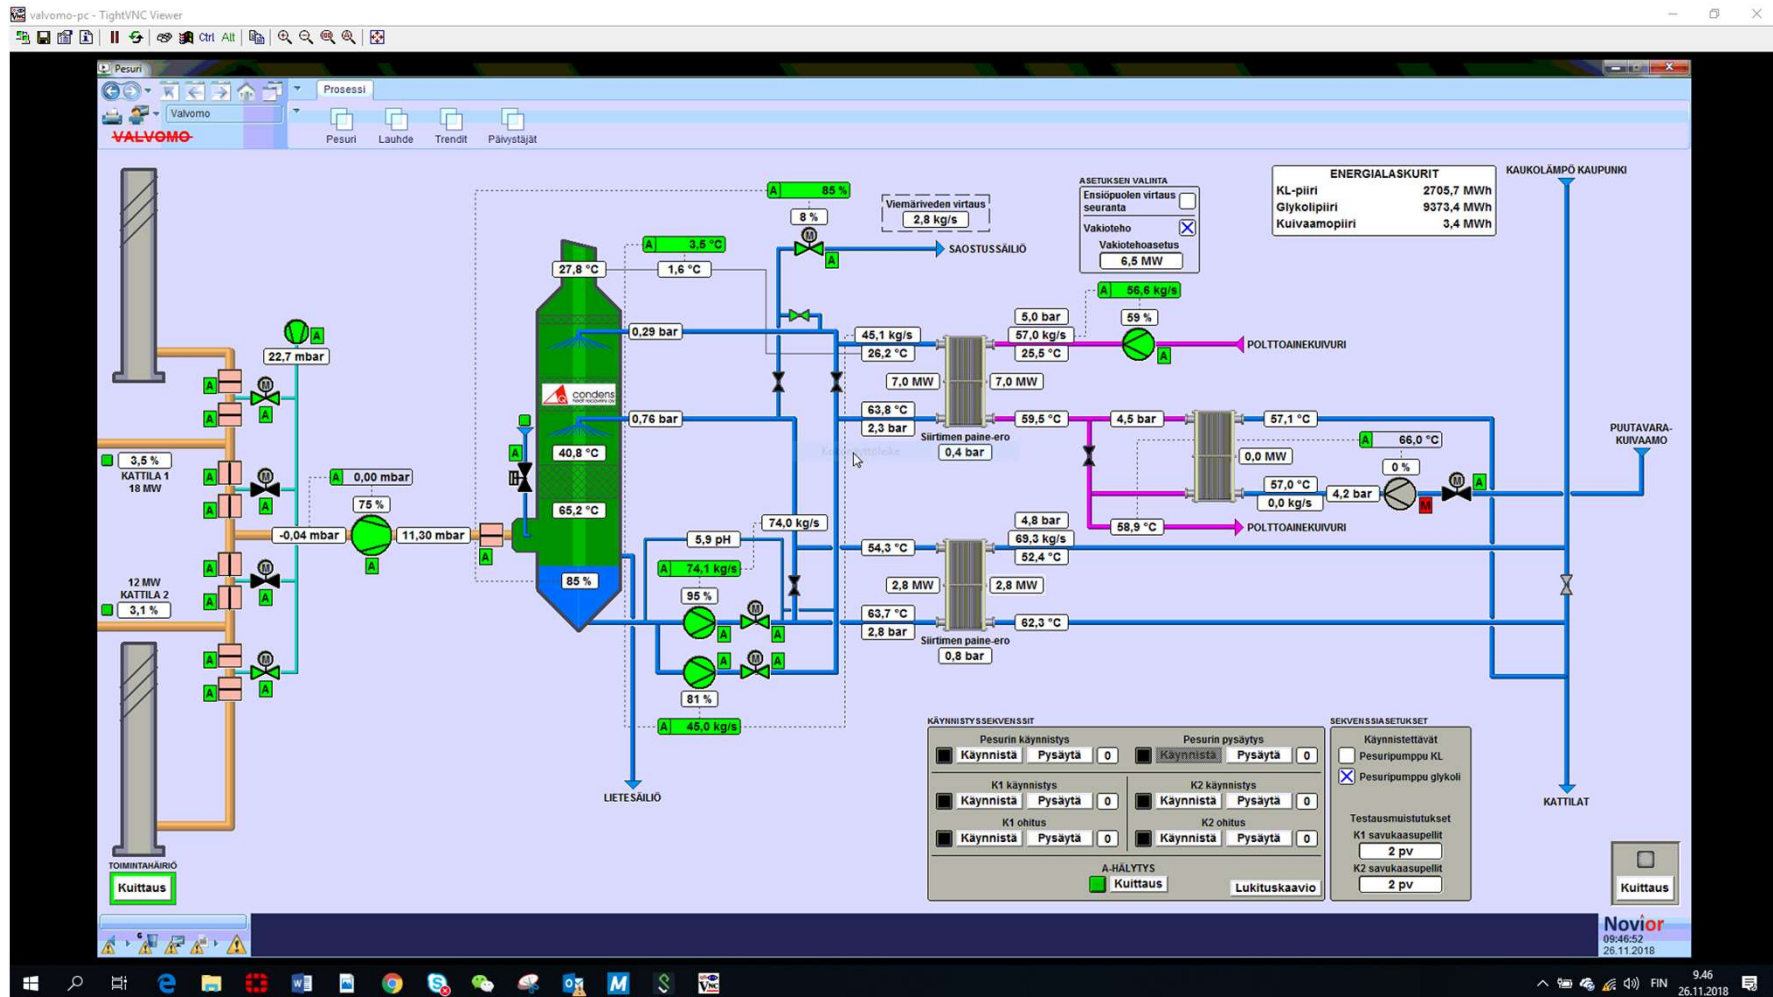 valvomo-pc - TightVNC Viewer
Ctrl Alt
Pesuri
Prosessi
Valvomo
VALVOMO
Pesuri Lauhde Trendit Päivystäjät
A 85 %
8 %
M
A
Viemäriveden virtaus
2,8 kg/s
SAOSTUSSÄILIÖ
ASETUKSEN VALINTA
Ensiöpuolen virtaus
seuranta
Vakioteho
Vakiotehoasetus
6,5 MW
ENERGIALASKURIT
KL-piiri 2705,7 MWh
Glykolipiiri 9373,4 MWh
Kuivaamopiiri 3,4 MWh
KAUKOLÄMPÖ KAUPUNKI
A 3,5 °C
27,8 °C 1,6 °C
A 56,6 kg/s
59 %
A
POLTTOAINEKUIVURI
0,29 bar
45,1 kg/s
26,2 °C
5,0 bar
57,0 kg/s
25,5 °C
7,0 MW 7,0 MW
condens
heat recovery oy
0,76 bar
63,8 °C
2,3 bar
59,5 °C
4,5 bar
57,1 °C
Siirtimen paine-ero
0,4 bar
A 66,0 °C
0,0 MW
0 %
57,0 °C
0,0 kg/s
4,2 bar
M
A
M
PUUTAVARA-
KUIVAAMO
58,9 °C
POLTTOAINEKUIVURI
40,8 °C
65,2 °C
85 %
A
22,7 mbar
A
A
M
A
A
3,5 %
KATTILA 1
18 MW
A
M
A
A
A 0,00 mbar
75 %
-0,04 mbar
11,30 mbar
A
A
12 MW
KATTILA 2
3,1 %
A
M
A
A
A
M
A
A
5,9 pH
74,0 kg/s
A 74,1 kg/s
95 %
M
A
A
M
A
A
81 %
A 45,0 kg/s
54,3 °C
4,8 bar
69,3 kg/s
52,4 °C
2,8 MW 2,8 MW
63,7 °C
2,8 bar
62,3 °C
Siirtimen paine-ero
0,8 bar
LIETESÄILIÖ
KATTILAT
KÄYNNISTYSSEKVENSSIT
Pesurin käynnistys
Käynnistä Pysäytä 0
Pesurin pysäytys
Käynnistä Pysäytä 0
K1 käynnistys
Käynnistä Pysäytä 0
K2 käynnistys
Käynnistä Pysäytä 0
K1 ohitus
Käynnistä Pysäytä 0
K2 ohitus
Käynnistä Pysäytä 0
A-HÄLYTYS
Kuittaus
Lukituskaavio
SEKVENSSIASETUKSET
Käynnistettävät
Pesuripumppu KL
Pesuripumppu glykoli
Testausmuistutukset
K1 savukaasupellit
2 pv
K2 savukaasupellit
2 pv
TOIMINTAHÄIRIÖ
Kuittaus
Kuittaus
Novior
09:46:52
26.11.2018
FIN
9.46
26.11.2018